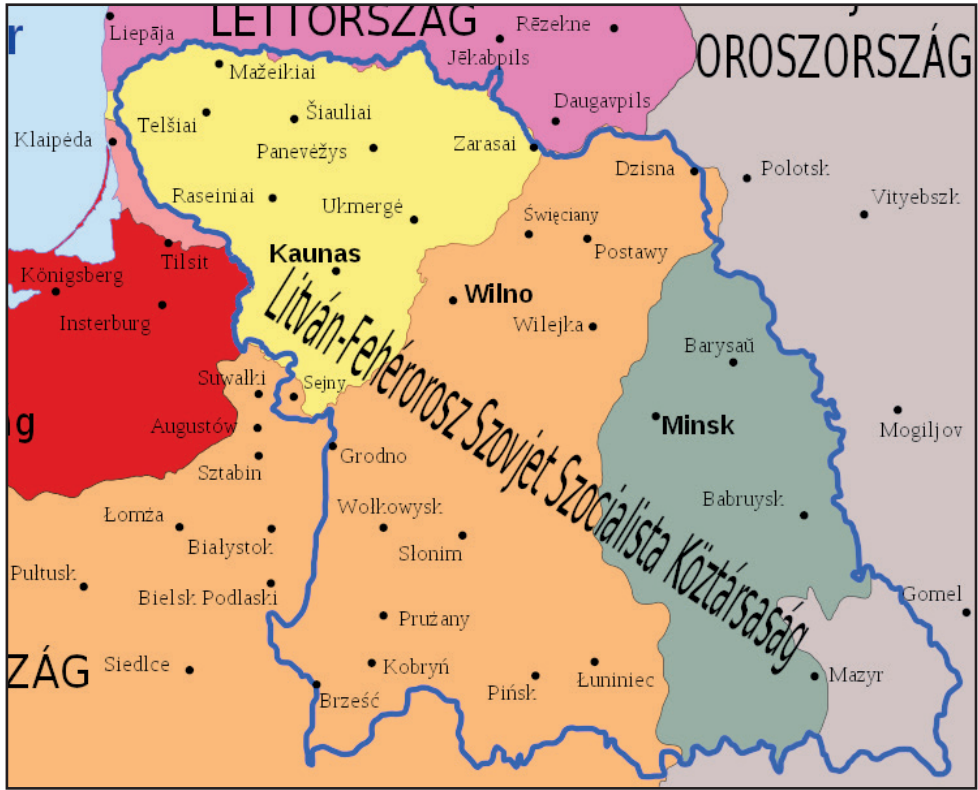 LETTORSZÁG
Rēzekne
Liepāja
r
Jēkabpils
OROSZORSZÁG
Mažeikiai
Daugavpils
Telšiai
Šiauliai
Klaipėda
Panevėžys
Zarasai
Dzisna
Polotsk
Raseiniai
Ukmergė
Vityebszk
Święciany
Postawy
Kaunas
Tilsit
Königsberg
Wilno
Insterburg
Wilejka
Litván-Fehérorosz Szovjet Szocialista Köztársaság
Barysaŭ
Suwałki
Sejny
ng
Augustów
Minsk
Mogiljov
Grodno
Sztabin
Łomża
Wołkowysk
Babruysk
Białystok
Słonim
Pułtusk
Bielsk Podlaski
Gomel
Prużany
ZÁG
Siedlce
Kobryń
Łuniniec
Mazyr
Brześć
Pińsk